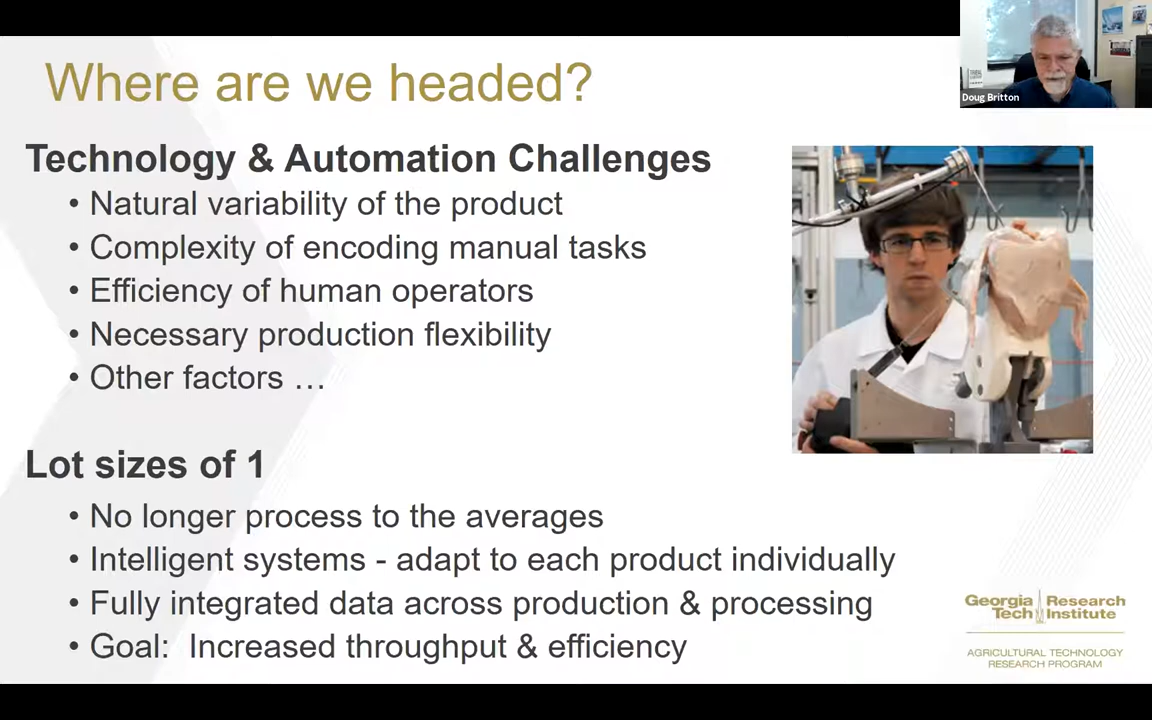 Where are we headed?
Doug Britton
Technology & Automation Challenges
• Natural variability of the product
• Complexity of encoding manual tasks
• Efficiency of human operators
• Necessary production flexibility
• Other factors …
Lot sizes of 1
• No longer process to the averages
• Intelligent systems - adapt to each product individually
• Fully integrated data across production & processing
• Goal: Increased throughput & efficiency
Georgia Research
Tech Institute
AGRICULTURAL TECHNOLOGY
RESEARCH PROGRAM